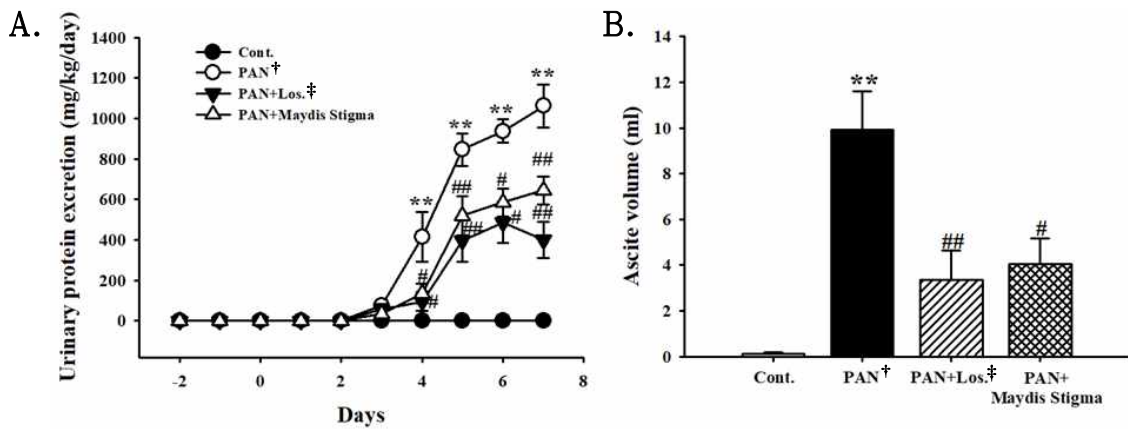 A.
Urinary protein excretion (mg/kg/day)
1400
1200
1000
800
600
400
200
0
Cont.
PAN†
PAN+Los.‡
PAN+Maydis Stigma
**
**
**
**
##
##
#
##
##
#
#
#
-2
0
2
4
6
8
Days
B.
Ascite volume (ml)
14
12
10
8
6
4
2
0
**
##
#
Cont.
PAN†
PAN+Los.‡
PAN+
Maydis Stigma